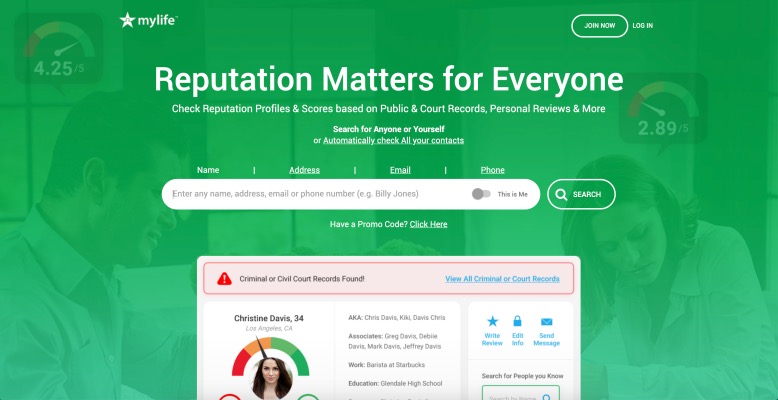 mylife™
JOIN NOW
LOG IN
4.25/5
Reputation Matters for Everyone
Check Reputation Profiles & Scores based on Public & Court Records, Personal Reviews & More
2.89/5
Search for Anyone or Yourself
or Automatically check All your contacts
Name | Address | Email | Phone
Enter any name, address, email or phone number (e.g. Billy Jones)
This is Me
SEARCH
Have a Promo Code? Click Here
Criminal or Civil Court Records Found!
View All Criminal or Court Records
Christine Davis, 34
Los Angeles, CA
AKA: Chris Davis, Kiki, Davis Chris
Associates: Greg Davis, Debiie
Davis, Mark Davis, Jeffrey Davis
Work: Barista at Starbucks
Education: Glendale High School
Write
Review
Edit
Info
Send
Message
Search for People you Know
Search by Name